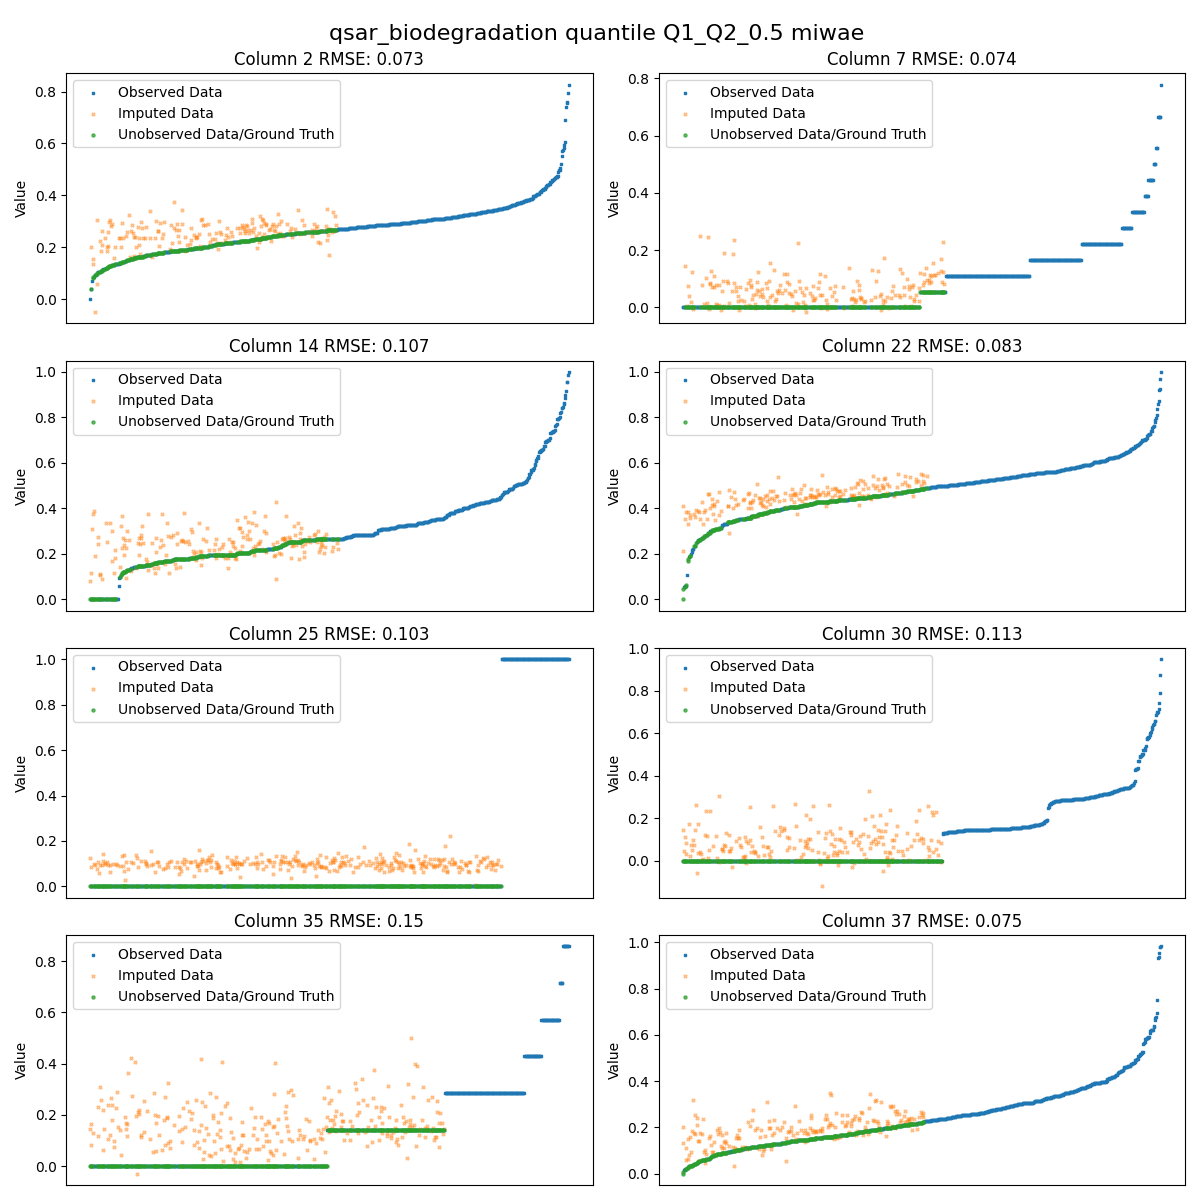 qsar_biodegradation quantile Q1_Q2_0.5 miwae
Column 2 RMSE: 0.073
Value
0.8
0.6
0.4
0.2
0.0
Observed Data
Imputed Data
Unobserved Data/Ground Truth
Column 7 RMSE: 0.074
Value
0.8
0.6
0.4
0.2
0.0
Observed Data
Imputed Data
Unobserved Data/Ground Truth
Column 14 RMSE: 0.107
Value
1.0
0.8
0.6
0.4
0.2
0.0
Observed Data
Imputed Data
Unobserved Data/Ground Truth
Column 22 RMSE: 0.083
Value
1.0
0.8
0.6
0.4
0.2
0.0
Observed Data
Imputed Data
Unobserved Data/Ground Truth
Column 25 RMSE: 0.103
Value
1.0
0.8
0.6
0.4
0.2
0.0
Observed Data
Imputed Data
Unobserved Data/Ground Truth
Column 30 RMSE: 0.113
Value
1.0
0.8
0.6
0.4
0.2
0.0
Observed Data
Imputed Data
Unobserved Data/Ground Truth
Column 35 RMSE: 0.15
Value
0.8
0.6
0.4
0.2
0.0
Observed Data
Imputed Data
Unobserved Data/Ground Truth
Column 37 RMSE: 0.075
Value
1.0
0.8
0.6
0.4
0.2
0.0
Observed Data
Imputed Data
Unobserved Data/Ground Truth